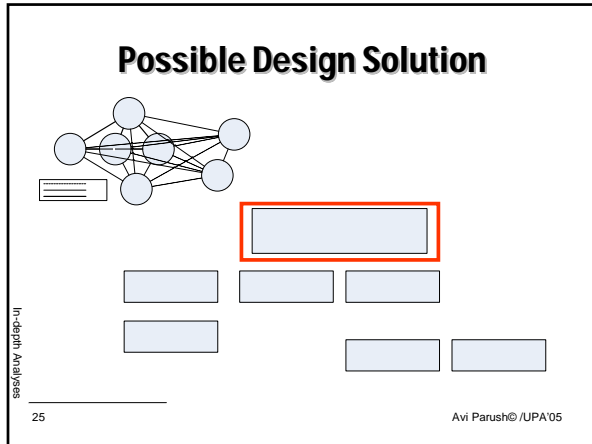 Possible Design Solution
In-depth Analyses
25
Avi Parush© /UPA'05